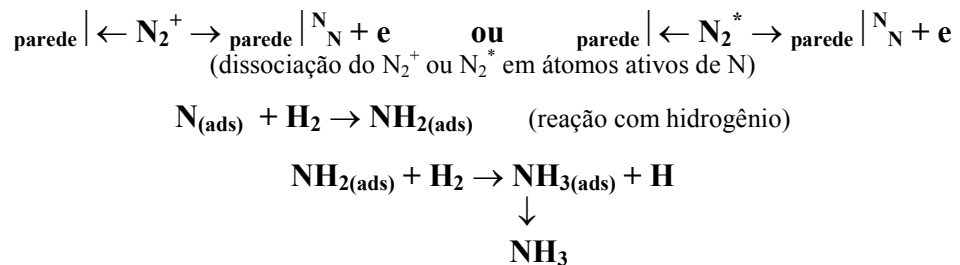 parede | ← N₂⁺ → parede | ᴺ N + e ou parede | ← N₂* → parede | ᴺ N + e
(dissociação do N₂⁺ ou N₂* em átomos ativos de N)
N(ads) + H₂ → NH₂(ads) (reação com hidrogênio)
NH₂(ads) + H₂ → NH₃(ads) + H
↓
NH₃